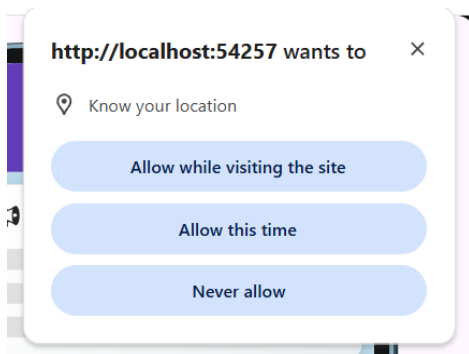 http://localhost:54257 wants to
Know your location
Allow while visiting the site
Allow this time
Never allow